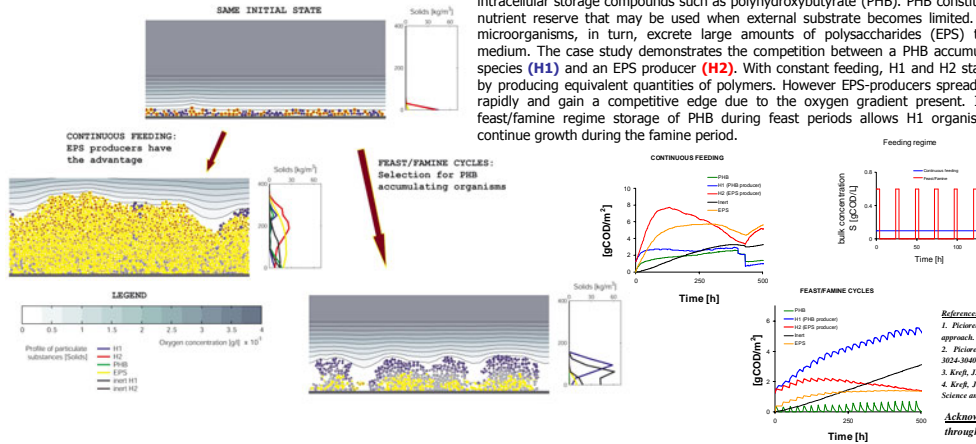 intracellular storage compounds such as polyhydroxybutyrate (PHB). PHB
nutrient reserve that may be used when external substrate becomes limited.
microorganisms, in turn, excrete large amounts of polysaccharides (EPS)
medium. The case study demonstrates the competition between a PHB
species (H1) and an EPS producer (H2). With constant feeding, H1 and H2
by producing equivalent quantities of polymers. However EPS-producers
rapidly and gain a competitive edge due to the oxygen gradient present.
feast/famine regime storage of PHB during feast periods allows H1
continue growth during the famine period.
SAME INITIAL STATE
Solids [kg/m³]
0 30 60
400
200
0
CONTINUOUS FEEDING:
EPS producers have
the advantage
FEAST/FAMINE CYCLES:
Selection for PHB
accumulating organisms
Solids [kg/m³]
0 30 60
400
200
0
LEGEND
0 0.5 1 1.5 2 2.5 3 3.5 4
Oxygen concentration [g/l] x 10⁻³
Profile of particulate
substances [Solids]
H1
H2
PHB
EPS
inert H1
inert H2
Solids [kg/m³]
0 30 60
400
200
0
CONTINUOUS FEEDING
PHB
H1 (PHB producer)
H2 (EPS producer)
Inert
EPS
[gCOD/m²]
10
8
6
4
2
0
0 250 500
Time [h]
Feeding regime
Continuous feeding
Feast/Famine
bulk concentration
S [gCOD/L]
0.8
0.4
0
0 50 100
Time [h]
FEAST/FAMINE CYCLES
PHB
H1 (PHB producer)
H2 (EPS producer)
Inert
EPS
[gCOD/m²]
6
4
2
0
0 250 500
Time [h]
1. Picior
approach.
2. Picior
3024-3040
3. Kreft, J.
4. Kreft, J
Science an
through